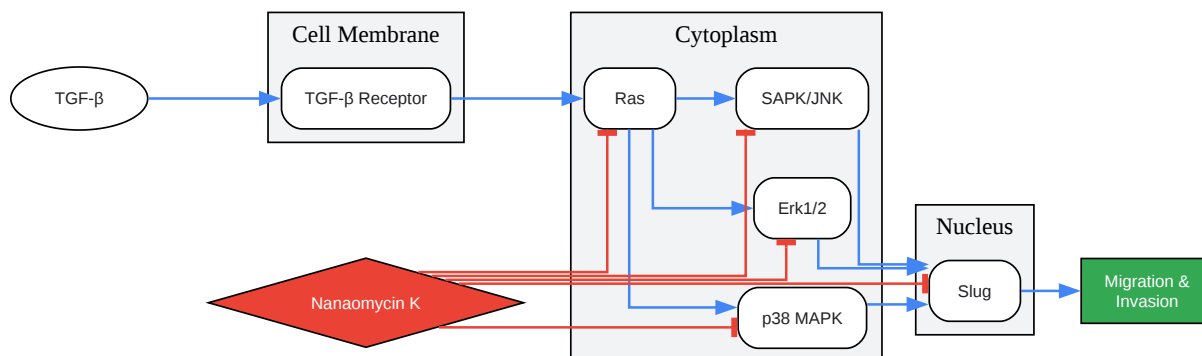 Cell Membrane
Cytoplasm
TGF-β
TGF-β Receptor
Ras
SAPK/JNK
Erk1/2
Nucleus
Nanaomycin K
p38 MAPK
Slug
Migration &
Invasion